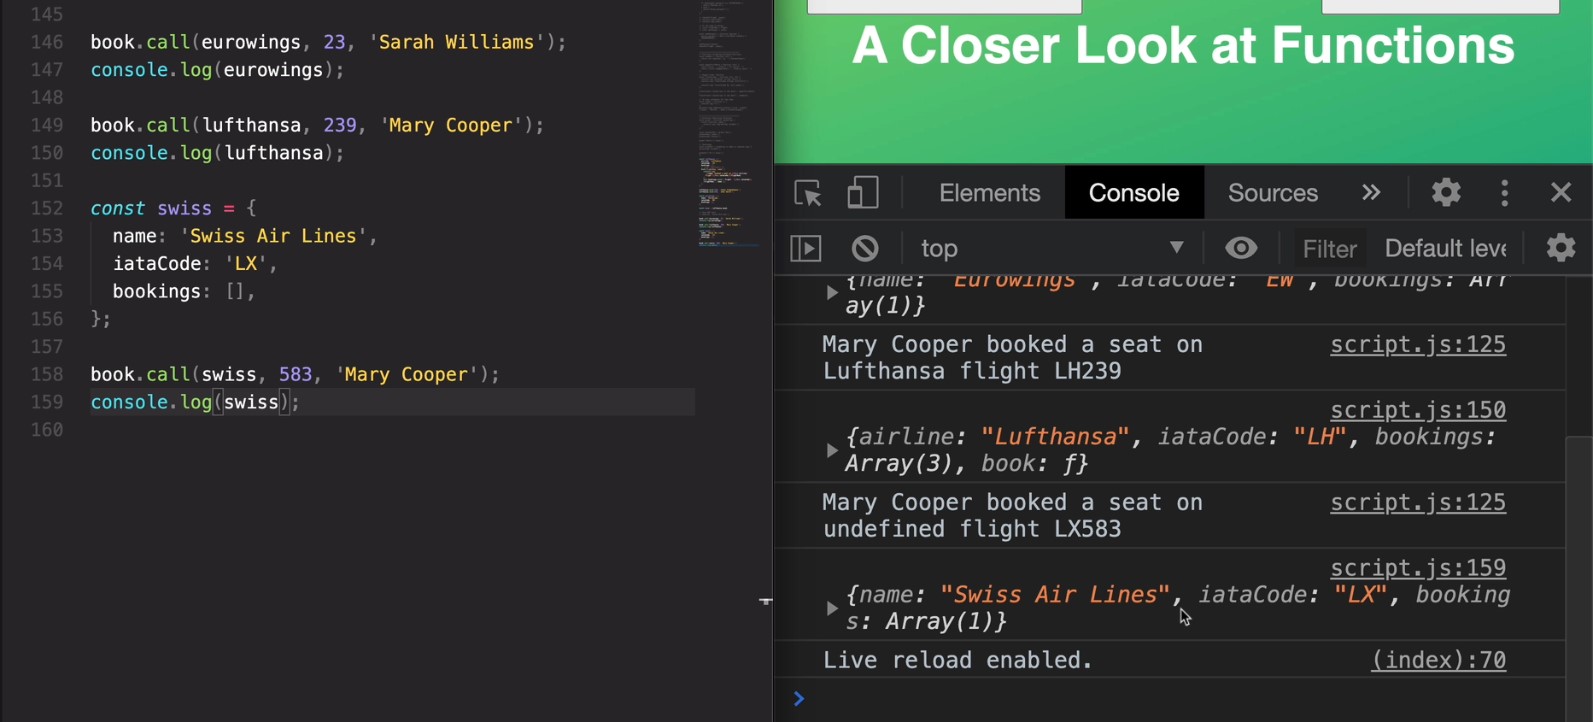 145
146 book.call(eurowings, 23, 'Sarah Williams');
147 console.log(eurowings);
148
149 book.call(lufthansa, 239, 'Mary Cooper');
150 console.log(lufthansa);
151
152 const swiss = {
153 name: 'Swiss Air Lines',
154 iataCode: 'LX',
155 bookings: [],
156 };
157
158 book.call(swiss, 583, 'Mary Cooper');
159 console.log(swiss);
160
A Closer Look at Functions
Elements Console Sources »
top ▼ Filter Default leve
{name: "Eurowings", iataCode: "EW", bookings: Arr
ay(1)}
Mary Cooper booked a seat on script.js:125
Lufthansa flight LH239
script.js:150
{airline: "Lufthansa", iataCode: "LH", bookings:
Array(3), book: ƒ}
Mary Cooper booked a seat on script.js:125
undefined flight LX583
script.js:159
{name: "Swiss Air Lines", iataCode: "LX", booking
s: Array(1)}
Live reload enabled. (index):70
>